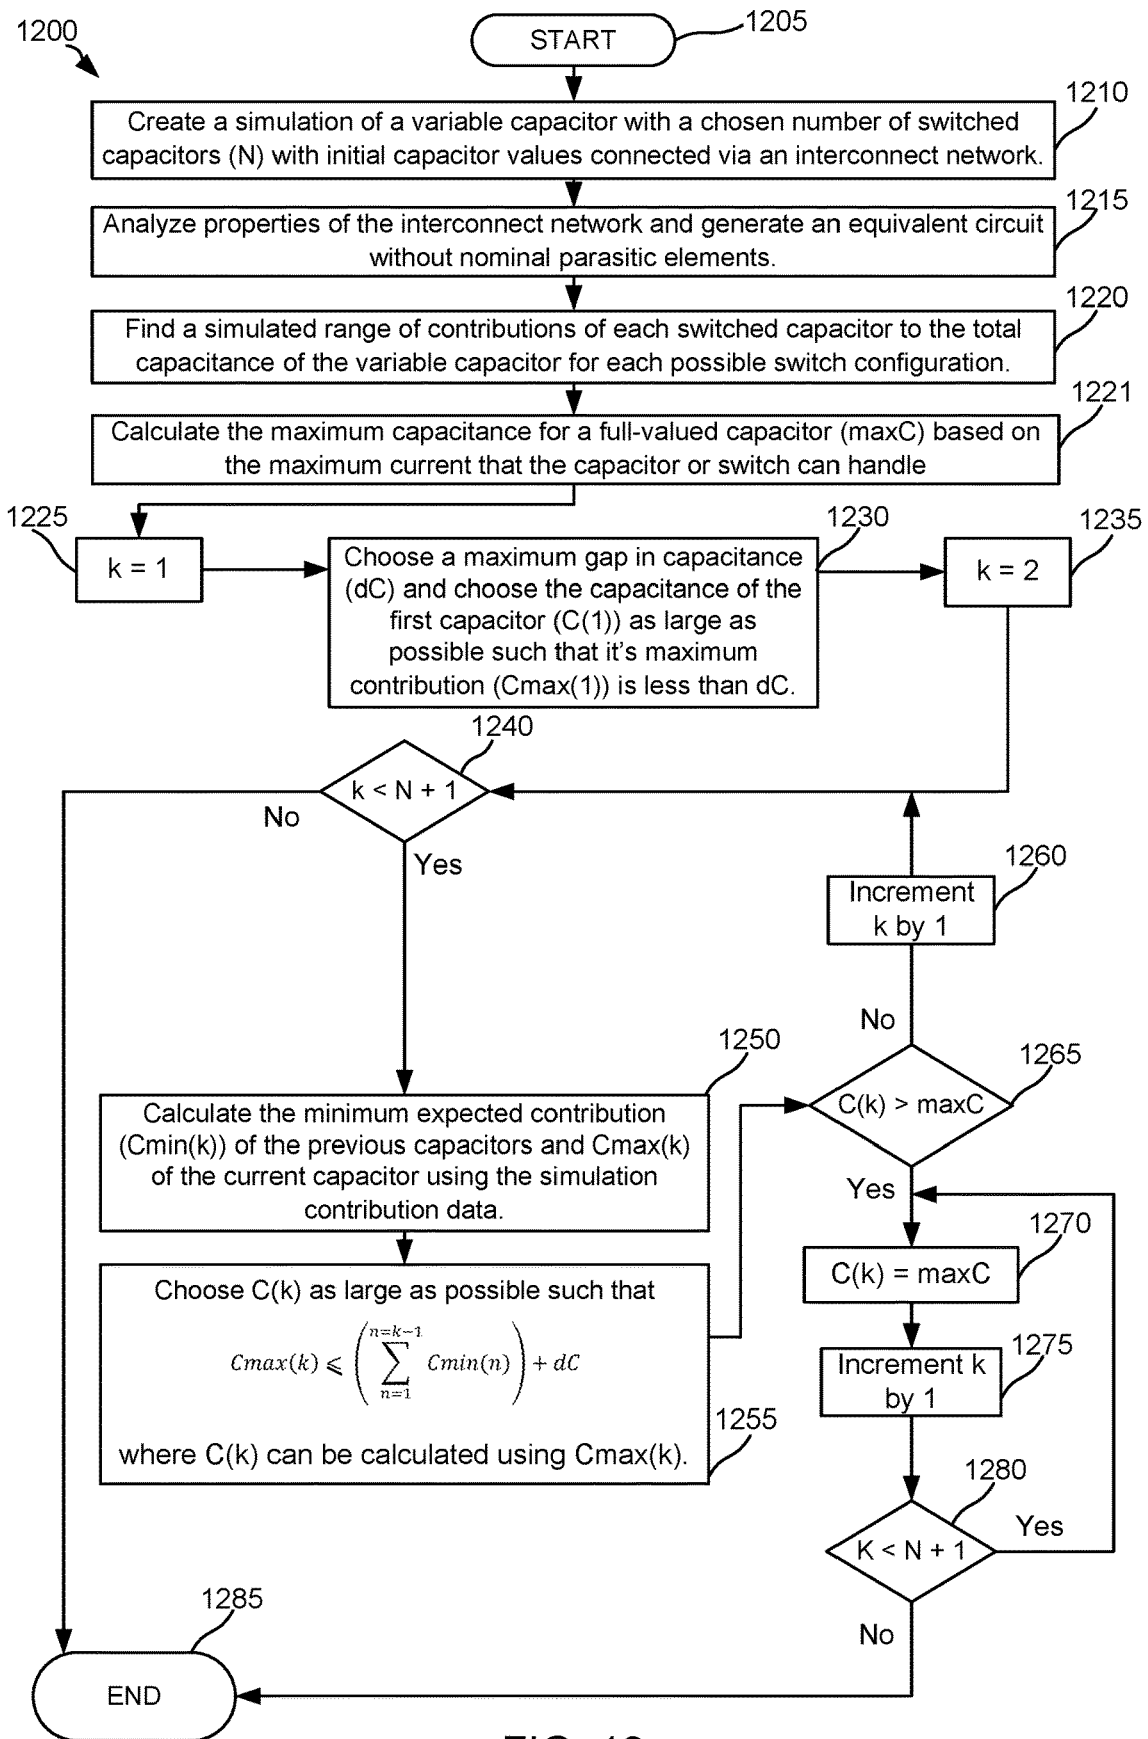 1200
START
1205
1210
Create a simulation of a variable capacitor with a chosen number of switched
capacitors (N) with initial capacitor values connected via an interconnect network.
1215
Analyze properties of the interconnect network and generate an equivalent circuit
without nominal parasitic elements.
1220
Find a simulated range of contributions of each switched capacitor to the total
capacitance of the variable capacitor for each possible switch configuration.
1221
Calculate the maximum capacitance for a full-valued capacitor (maxC) based on
the maximum current that the capacitor or switch can handle
1225
k = 1
1230
Choose a maximum gap in capacitance
(dC) and choose the capacitance of the
first capacitor (C(1)) as large as
possible such that it's maximum
contribution (Cmax(1)) is less than dC.
1235
k = 2
1240
k < N + 1
No
Yes
1260
Increment
k by 1
No
1250
Calculate the minimum expected contribution
(Cmin(k)) of the previous capacitors and Cmax(k)
of the current capacitor using the simulation
contribution data.
1265
C(k) > maxC
Yes
1255
Choose C(k) as large as possible such that
Cmax(k) ⩽ (∑_{n=1}^{n=k−1} Cmin(n)) + dC
where C(k) can be calculated using Cmax(k).
1270
C(k) = maxC
1275
Increment k
by 1
1280
K < N + 1
Yes
No
1285
END